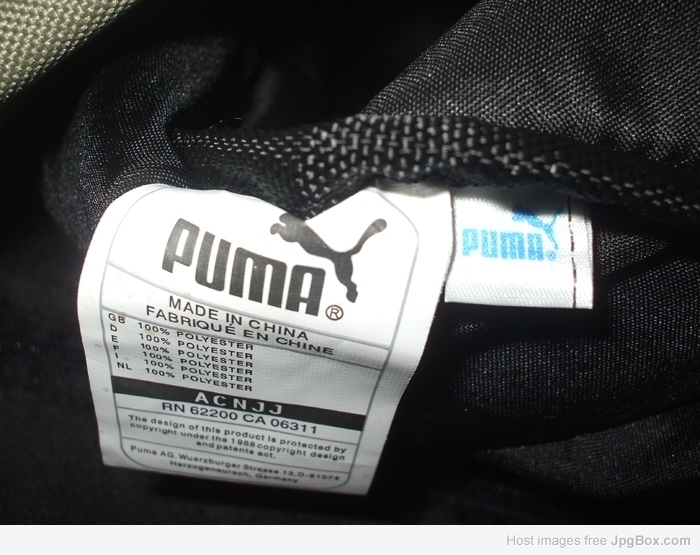 PUMA®
PUMA®
MADE IN CHINA
FABRIQUÉ EN CHINE
GB 100% POLYESTER
D 100% POLYESTER
E 100% POLYESTER
F 100% POLYESTER
I 100% POLYESTER
NL 100% POLYESTER
ACNJJ
RN 62200 CA 06311
The design of this product is protected by
copyright under the 1988 copyright design
and patents act.
Puma AG. Wuerzburger Strasse 13.D-91074
Herzogeneurach. Germany
Host images free JpgBox.com